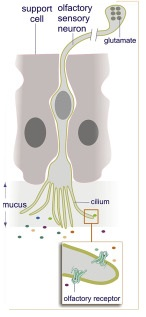 support
cell
olfactory
sensory
neuron
glutamate
mucus
cilium
olfactory receptor